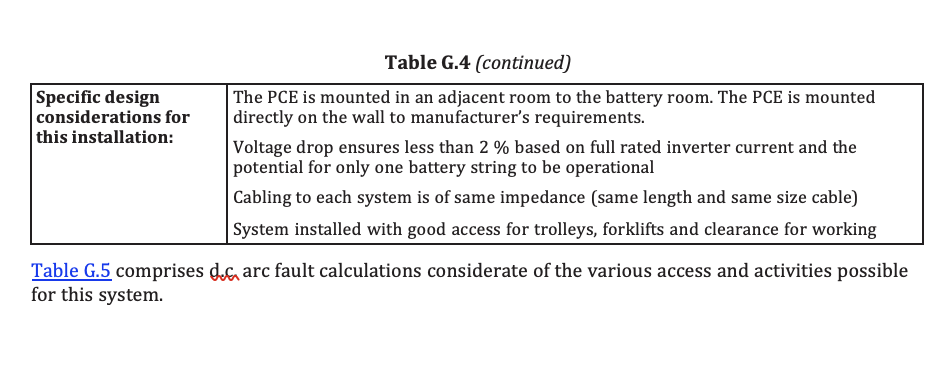 Table G.4 (continued)
Specific design
considerations for
this installation:
The PCE is mounted in an adjacent room to the battery room. The PCE is mounted
directly on the wall to manufacturer's requirements.
Voltage drop ensures less than 2 % based on full rated inverter current and the
potential for only one battery string to be operational
Cabling to each system is of same impedance (same length and same size cable)
System installed with good access for trolleys, forklifts and clearance for working
Table G.5 comprises d.c. arc fault calculations considerate of the various access and activities possible
for this system.